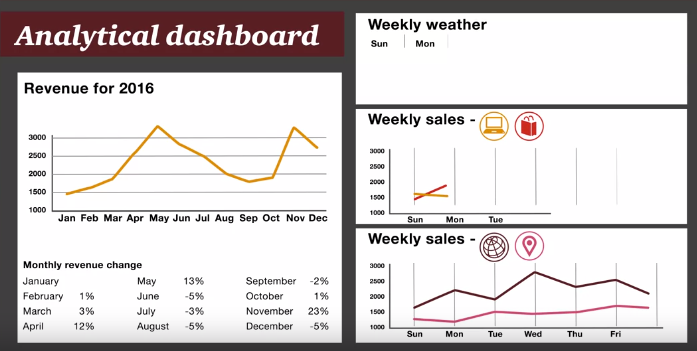 Analytical dashboard
Revenue for 2016
3000
2500
2000
1500
1000
Jan Feb Mar Apr May Jun Jul Aug Sep Oct Nov Dec
Monthly revenue change
January May 13% September -2%
February 1% June -5% October 1%
March 3% July -3% November 23%
April 12% August -5% December -5%
Weekly weather
Sun Mon
Weekly sales -
3000
2500
2000
1500
1000
Sun Mon Tue
Weekly sales -
3000
2500
2000
1500
1000
Sun Mon Tue Wed Thu Fri